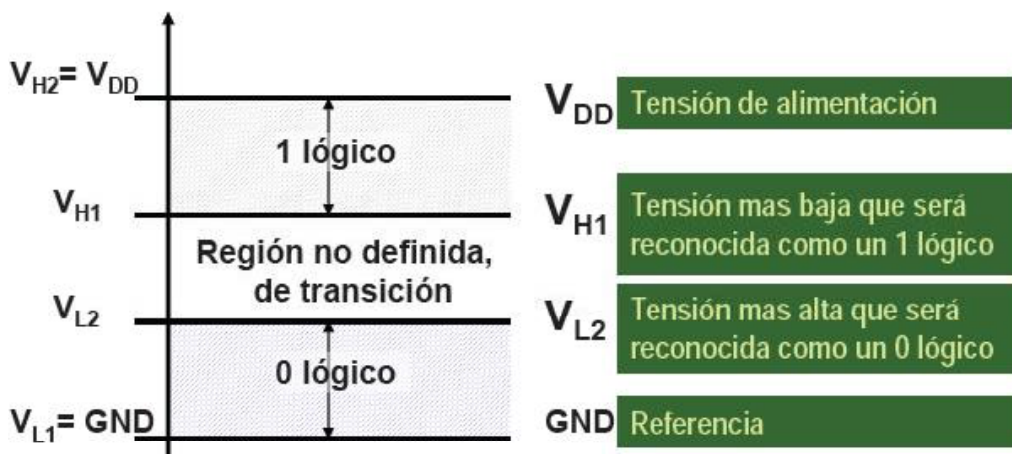 V_H2 = V_DD
1 lógico
V_H1
Región no definida,
de transición
V_L2
0 lógico
V_L1 = GND
V_DD Tensión de alimentación
V_H1 Tensión mas baja que será
reconocida como un 1 lógico
V_L2 Tensión mas alta que será
reconocida como un 0 lógico
GND Referencia